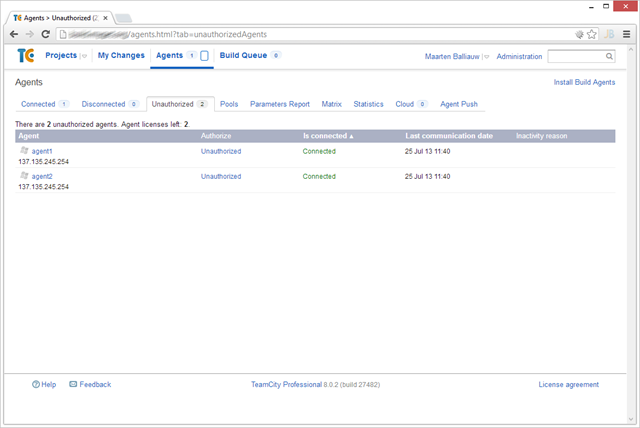 Agents > Unauthorized (2)
/agents.html?tab=unauthorizedAgents
TC Projects My Changes Agents 1 Build Queue 0 Maarten Balliauw Administration
Agents Install Build Agents
Connected 1 Disconnected 0 Unauthorized 2 Pools Parameters Report Matrix Statistics Cloud 0 Agent Push
There are 2 unauthorized agents. Agent licenses left: 2.
Agent Authorize Is connected Last communication date Inactivity reason
agent1 Unauthorized Connected 25 Jul 13 11:40
137.135.245.254
agent2 Unauthorized Connected 25 Jul 13 11:40
137.135.245.254
Help Feedback TeamCity Professional 8.0.2 (build 27482) License agreement